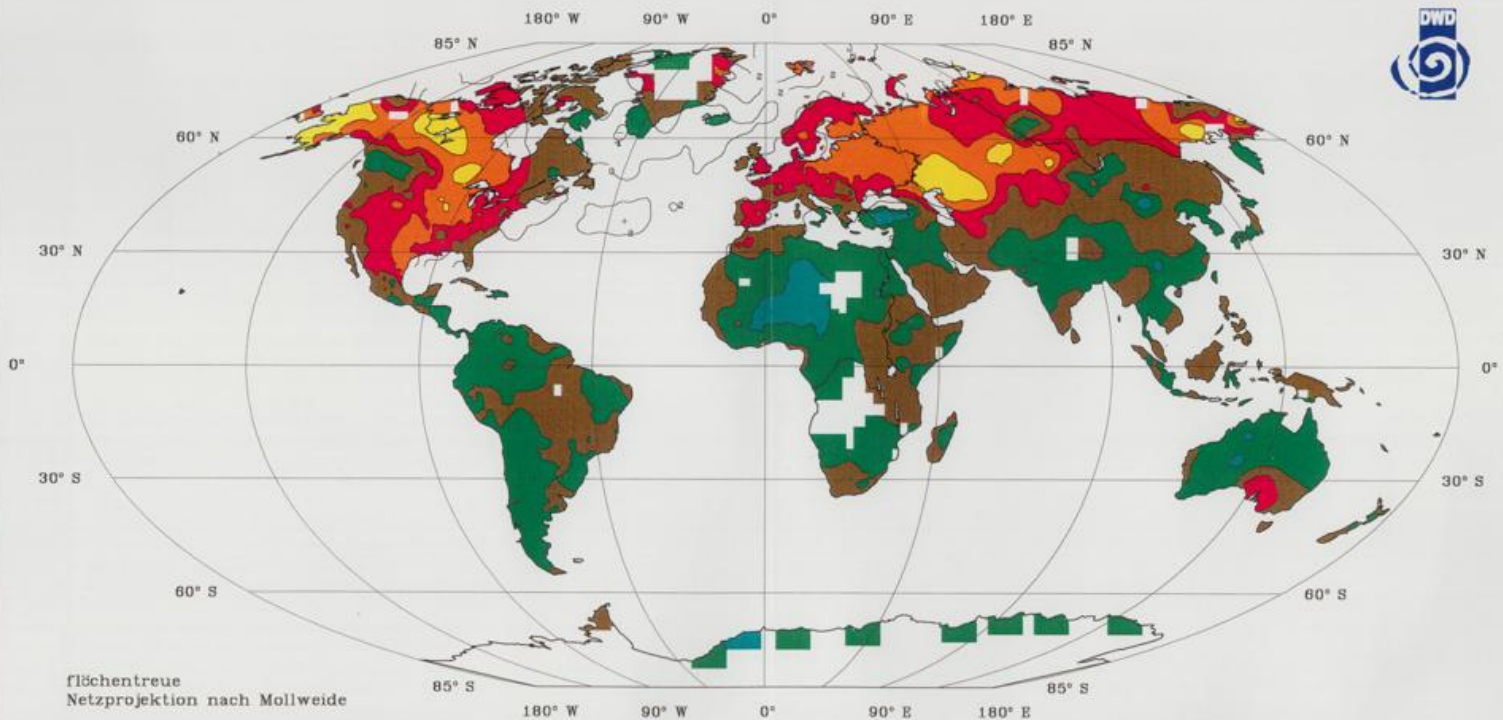 180° W 90° W 0° 90° E 180° E
DWD
85° N 85° N
60° N 60° N
30° N 30° N
0° 0°
30° S 30° S
60° S 60° S
flöchentreue
Netzprojektion nach Mollweide
85° S 85° S
180° W 90° W 0° 90° E 180° E